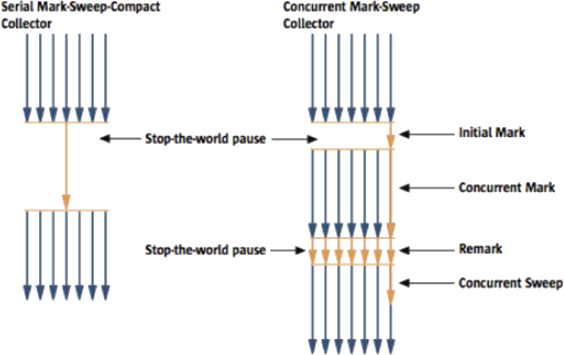 Serial Mark-Sweep-Compact
Collector
Concurrent Mark-Sweep
Collector
Stop-the-world pause
Initial Mark
Concurrent Mark
Stop-the-world pause
Remark
Concurrent Sweep